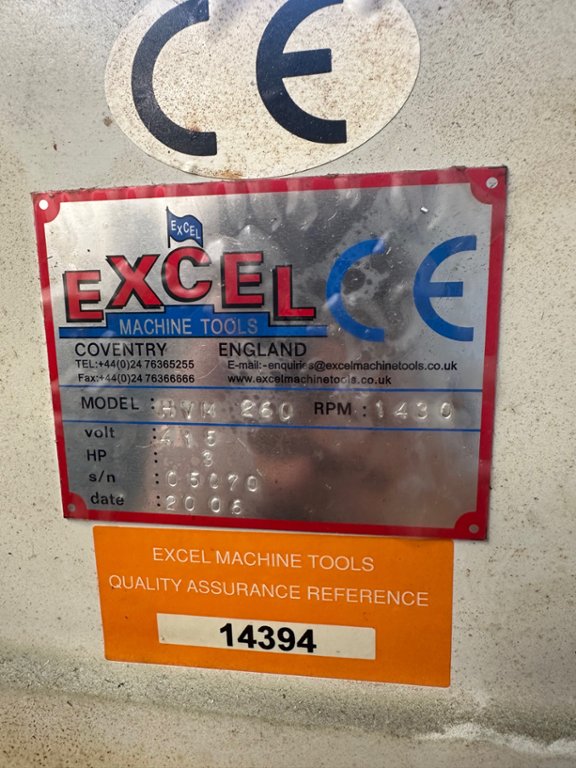 CE
EXCEL
EXCEL CE
MACHINE TOOLS
COVENTRY ENGLAND
TEL:+44(0)24 76365255 E-mail:-enquiries@excelmachinetools.co.uk
Fax:+44(0)24 76366666 www.excelmachinetools.co.uk
MODEL : HVM 260 RPM : 1430
volt : 415
HP : 3
s/n : 05070
date : 2006
EXCEL MACHINE TOOLS
QUALITY ASSURANCE REFERENCE
14394